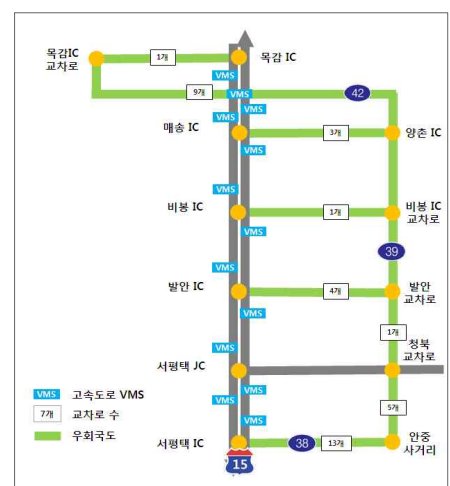 목감IC
교차로
1개
목감 IC
VMS
9개
VMS
42
VMS
VMS
매송 IC
3개
양촌 IC
VMS
VMS
비봉 IC
1개
비봉 IC
교차로
VMS
39
VMS
발안 IC
4개
발안
교차로
VMS
1개
청북
교차로
VMS
서평택 JC
VMS
VMS 고속도로 VMS
7개 교차로 수
우회국도
VMS
5개
서평택 IC
38
13개
안중
사거리
15